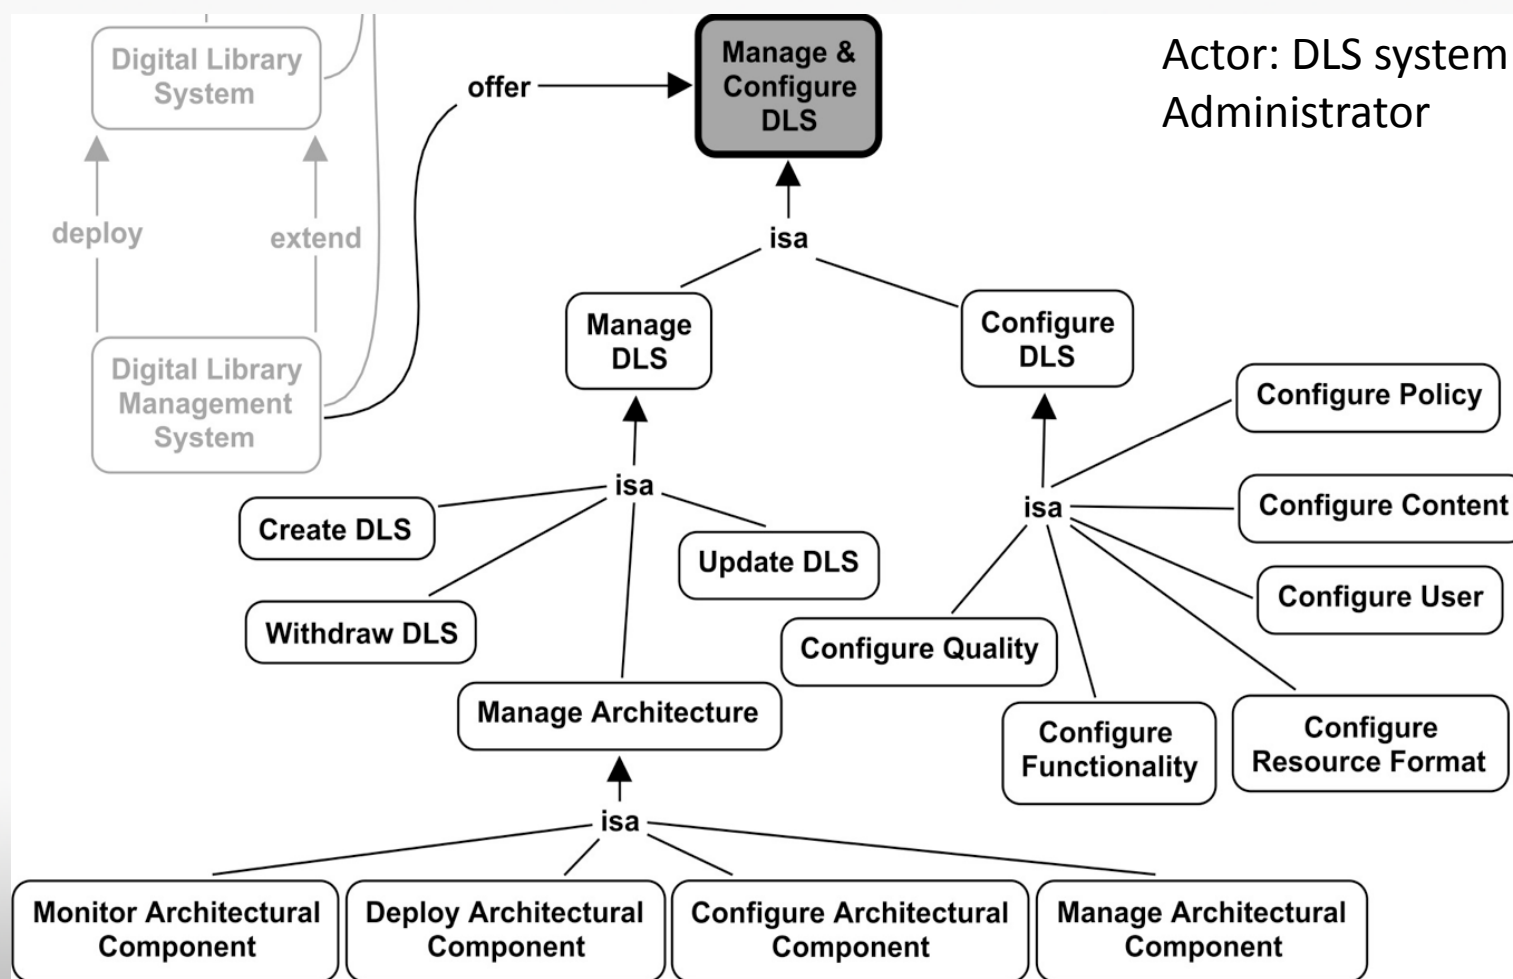 Digital Library
System
offer
Manage &
Configure
DLS
Actor: DLS system
Administrator
deploy
extend
isa
Digital Library
Management
System
Manage
DLS
Configure
DLS
Configure Policy
isa
isa
Configure Content
Create DLS
Update DLS
Configure User
Withdraw DLS
Configure Quality
Manage Architecture
Configure
Functionality
Configure
Resource Format
isa
Monitor Architectural
Component
Deploy Architectural
Component
Configure Architectural
Component
Manage Architectural
Component